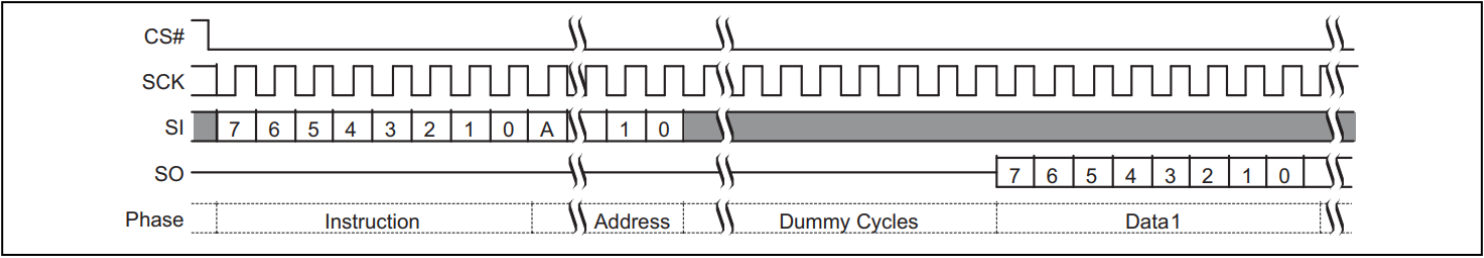 CS#
SCK
SI 7 6 5 4 3 2 1 0 A 1 0
SO 7 6 5 4 3 2 1 0
Phase Instruction Address Dummy Cycles Data1